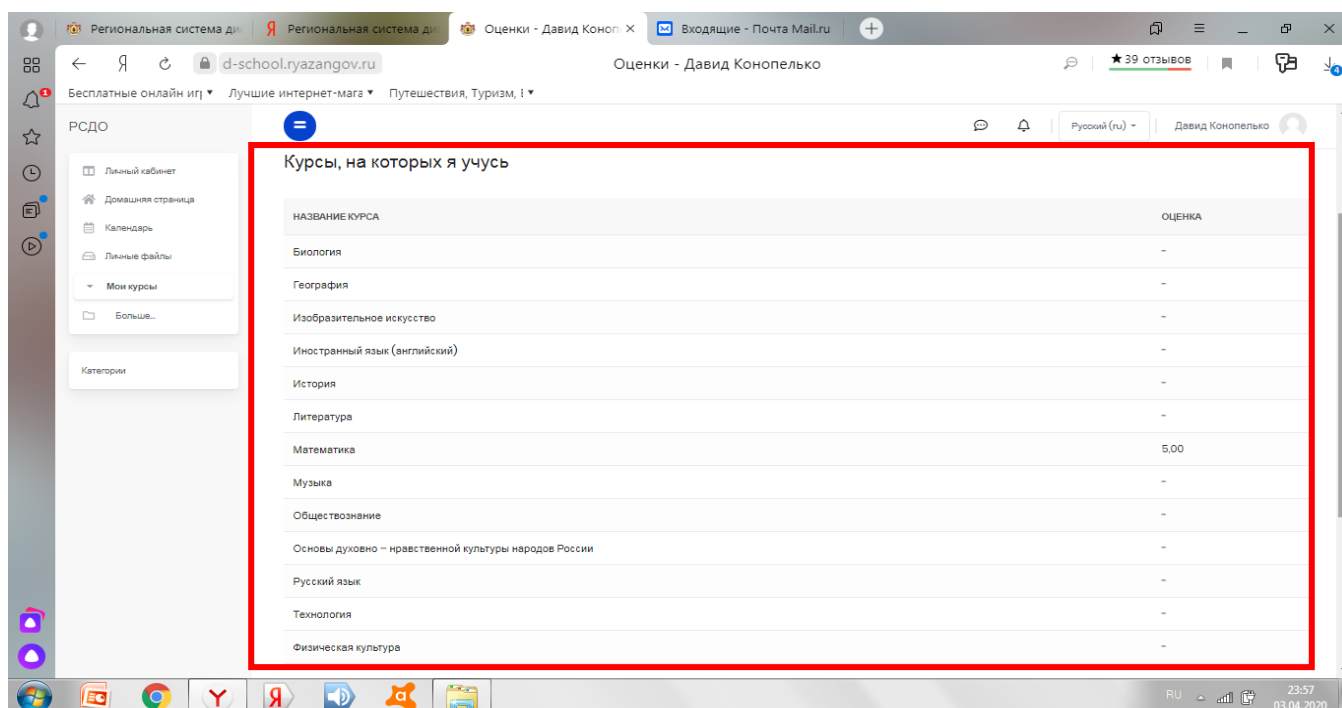 Региональная система ди
Региональная система ди
Оценки - Давид Коноп
Входящие - Почта Mail.ru
d-school.ryazangov.ru
Оценки - Давид Конопелько
★ 39 отзывов
Бесплатные онлайн игр
Лучшие интернет-мага
Путешествия, Туризм,
РСДО
Русский (ru)
Давид Конопелько
Личный кабинет
Домашняя страница
Календарь
Личные файлы
Мои курсы
Больше...
Категории
Курсы, на которых я учусь
НАЗВАНИЕ КУРСА ОЦЕНКА
Биология -
География -
Изобразительное искусство -
Иностранный язык (английский) -
История -
Литература -
Математика 5,00
Музыка -
Обществознание -
Основы духовно – нравственной культуры народов России -
Русский язык -
Технология -
Физическая культура -
RU
23:57
03.04.2020